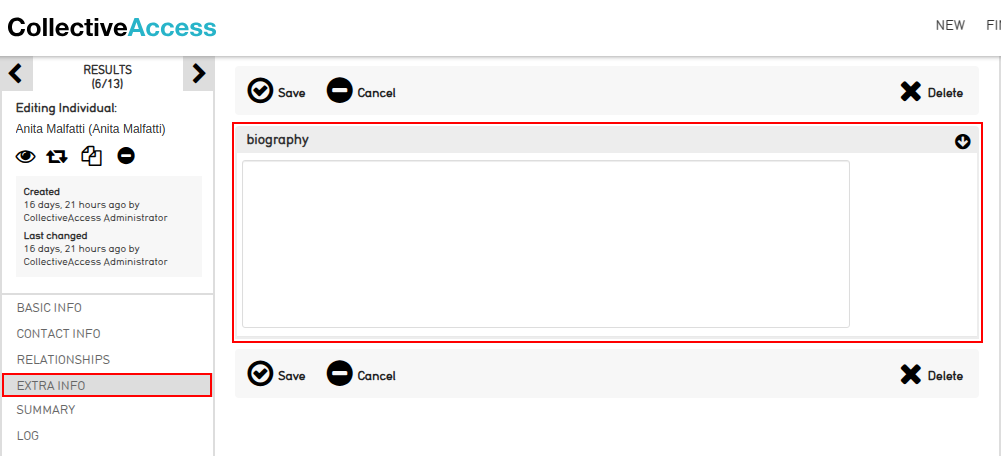 CollectiveAccess
NEW
FI
RESULTS
(6/13)
Editing Individual:
Anita Malfatti (Anita Malfatti)
Created
16 days, 21 hours ago by
CollectiveAccess Administrator
Last changed
16 days, 21 hours ago by
CollectiveAccess Administrator
BASIC INFO
CONTACT INFO
RELATIONSHIPS
EXTRA INFO
SUMMARY
LOG
Save
Cancel
Delete
biography
Save
Cancel
Delete